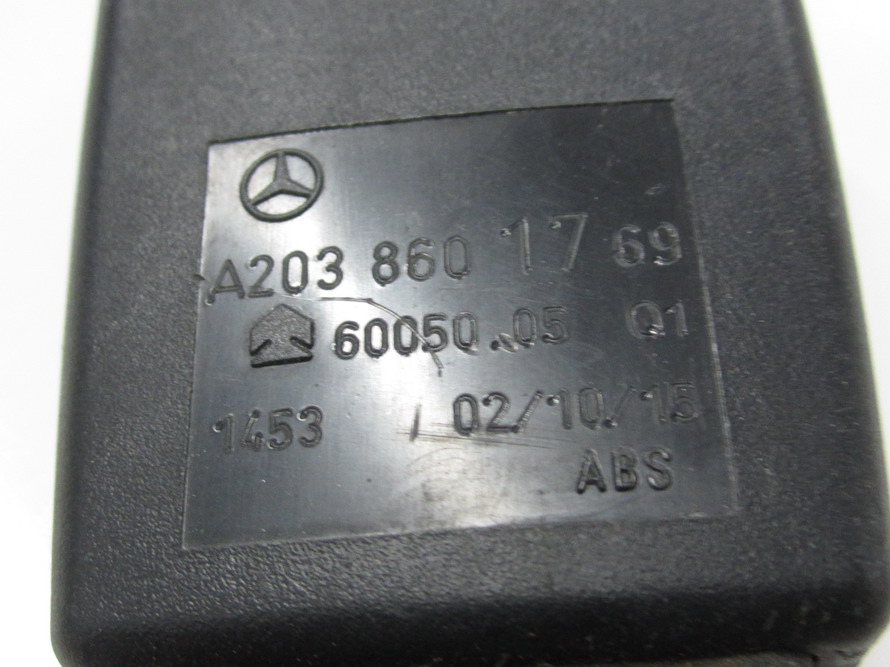 A203 860 17 69
60050.05 Q1
1453 / 02/10/15
ABS